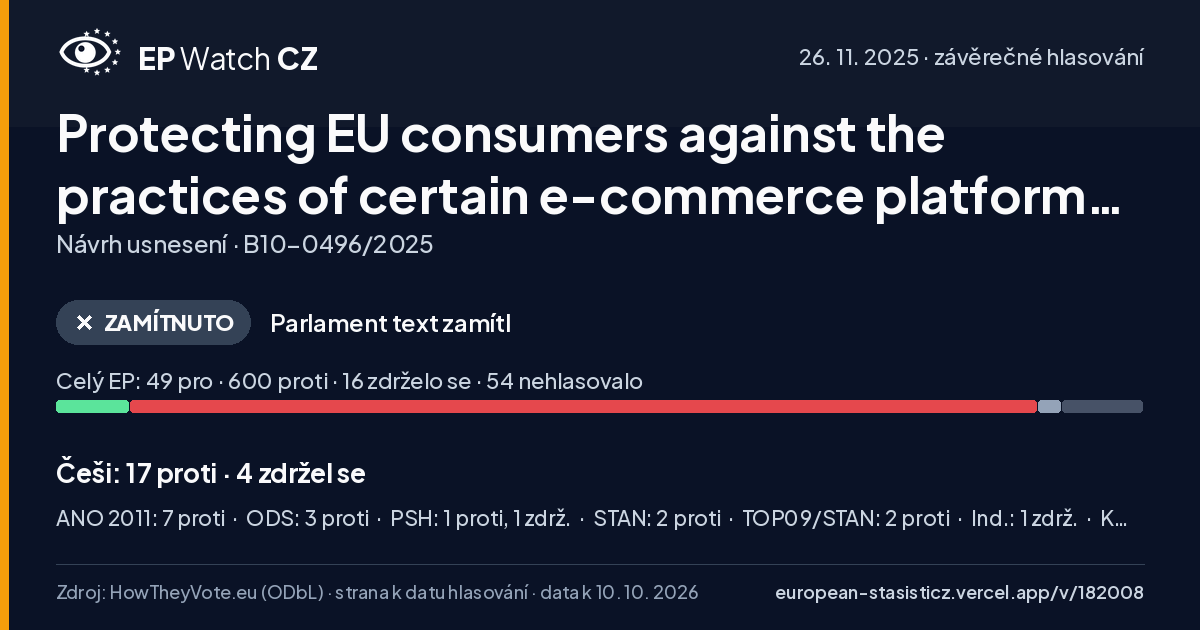 EP Watch CZ
26. 11. 2025 · závěrečné hlasování
Protecting EU consumers against the
practices of certain e-commerce platform…
Návrh usnesení · B10-0496/2025
× ZAMÍTNUTO
Parlament text zamítl
Celý EP: 49 pro · 600 proti · 16 zdrželo se · 54 nehlasovalo
Češi: 17 proti · 4 zdržel se
ANO 2011: 7 proti · ODS: 3 proti · PSH: 1 proti, 1 zdrž. · STAN: 2 proti · TOP09/STAN: 2 proti · Ind.: 1 zdrž. · K…
Zdroj: HowTheyVote.eu (ODbL) · strana k datu hlasování · data k 10. 10. 2026
european-stasisticz.vercel.app/v/182008